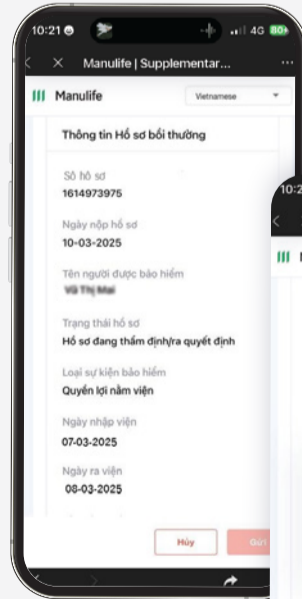 10:21
4G 80
Manulife | Supplementar...
Manulife
Vietnamese
Thông tin Hồ sơ bồi thường
Số hồ sơ
1614973975
Ngày nộp hồ sơ
10-03-2025
Tên người được bảo hiểm
Trạng thái hồ sơ
Hồ sơ đang thẩm định/ra quyết định
Loại sự kiện bảo hiểm
Quyền lợi nằm viện
Ngày nhập viện
07-03-2025
Ngày ra viện
08-03-2025
Hủy
Gửi
10:2